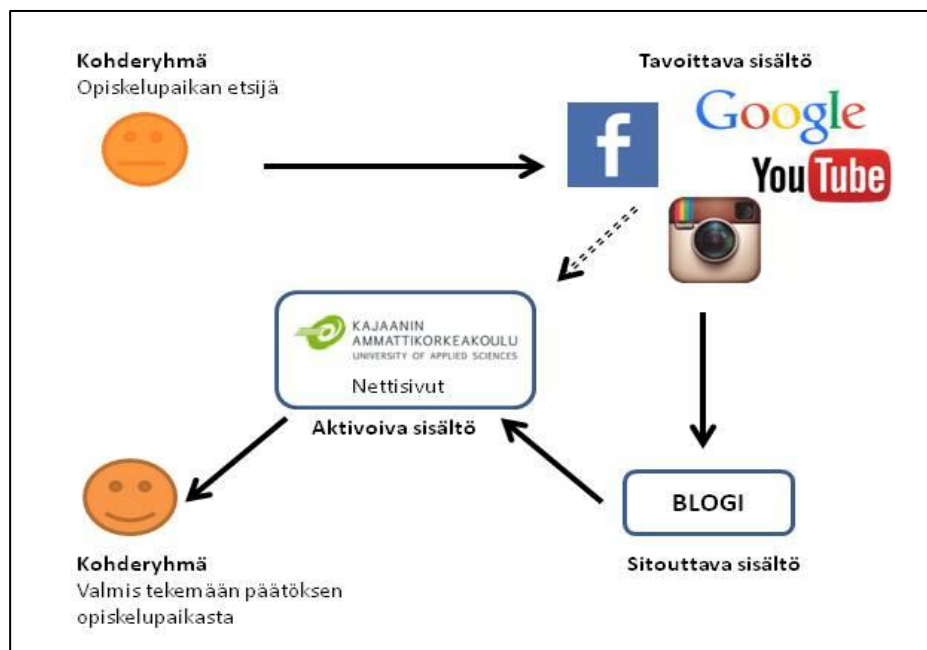 Kohderyhmä
Opiskelupaikan etsijä
Tavoittava sisältö
f
Google
YouTube
KAJAANIN
AMMATTIKORKEAKOULU
UNIVERSITY OF APPLIED SCIENCES
Nettisivut
Aktivoiva sisältö
BLOGI
Sitouttava sisältö
Kohderyhmä
Valmis tekemään päätöksen
opiskelupaikasta